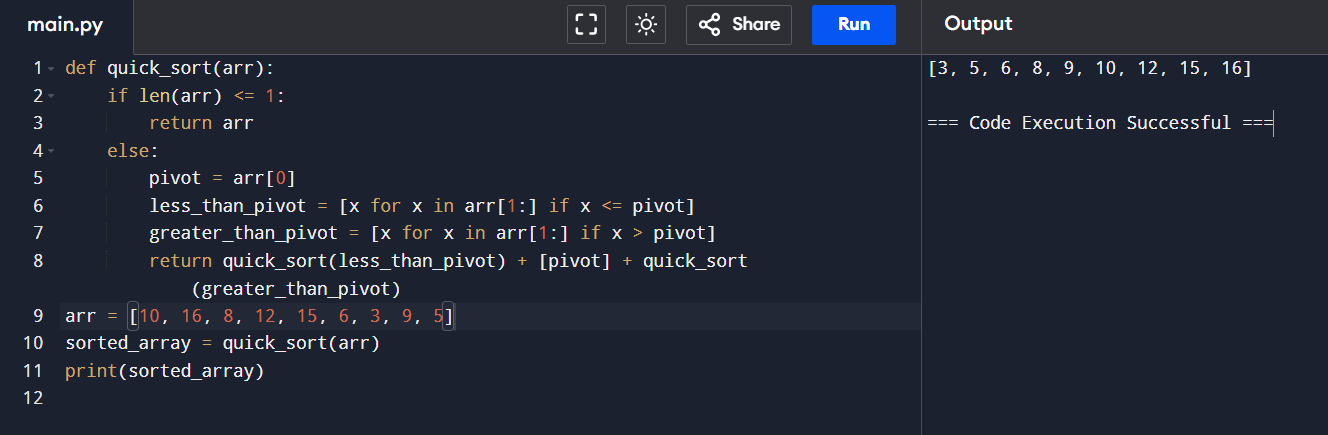 main.py Share Run Output
1 def quick_sort(arr):
2     if len(arr) <= 1:
3         return arr
4     else:
5         pivot = arr[0]
6         less_than_pivot = [x for x in arr[1:] if x <= pivot]
7         greater_than_pivot = [x for x in arr[1:] if x > pivot]
8         return quick_sort(less_than_pivot) + [pivot] + quick_sort
            (greater_than_pivot)
9 arr = [10, 16, 8, 12, 15, 6, 3, 9, 5]
10 sorted_array = quick_sort(arr)
11 print(sorted_array)
12
[3, 5, 6, 8, 9, 10, 12, 15, 16]
=== Code Execution Successful ===